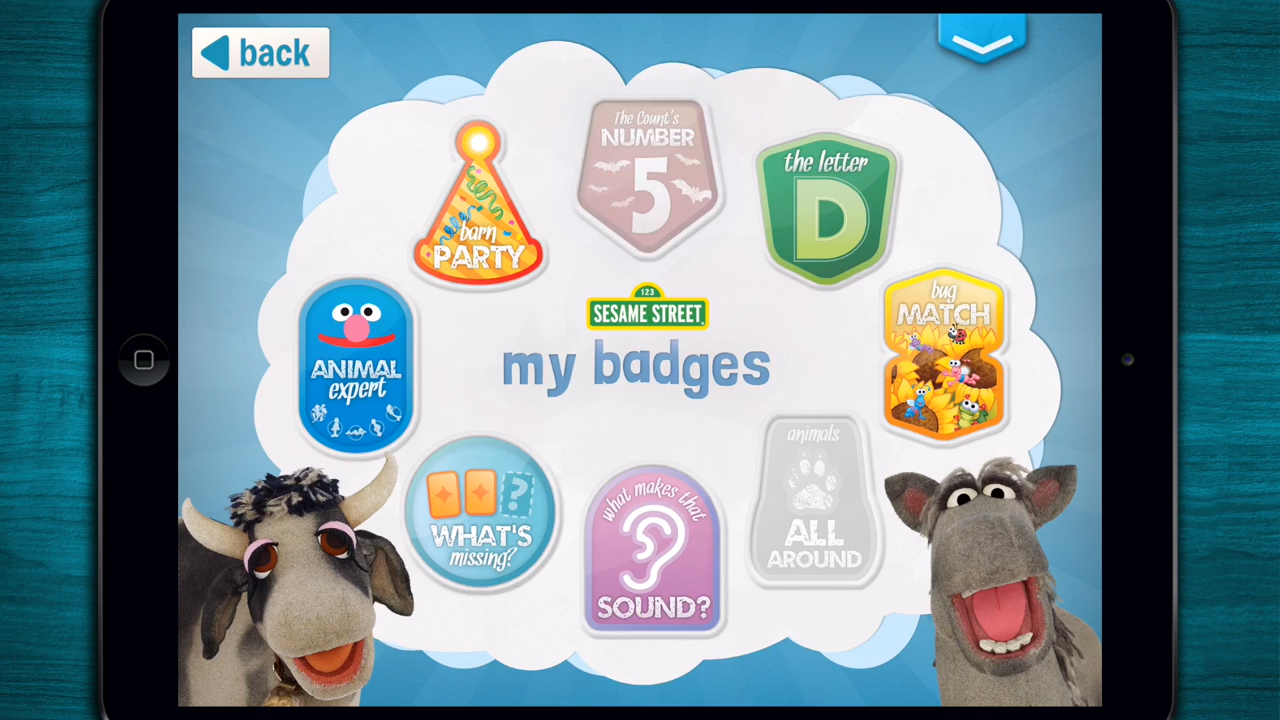 back
The Count's
NUMBER
5
the letter
D
barn
PARTY
bug
MATCH
123
SESAME STREET
my badges
ANIMAL
expert
animals
ALL
AROUND
?
WHAT'S
missing?
what makes that
SOUND?